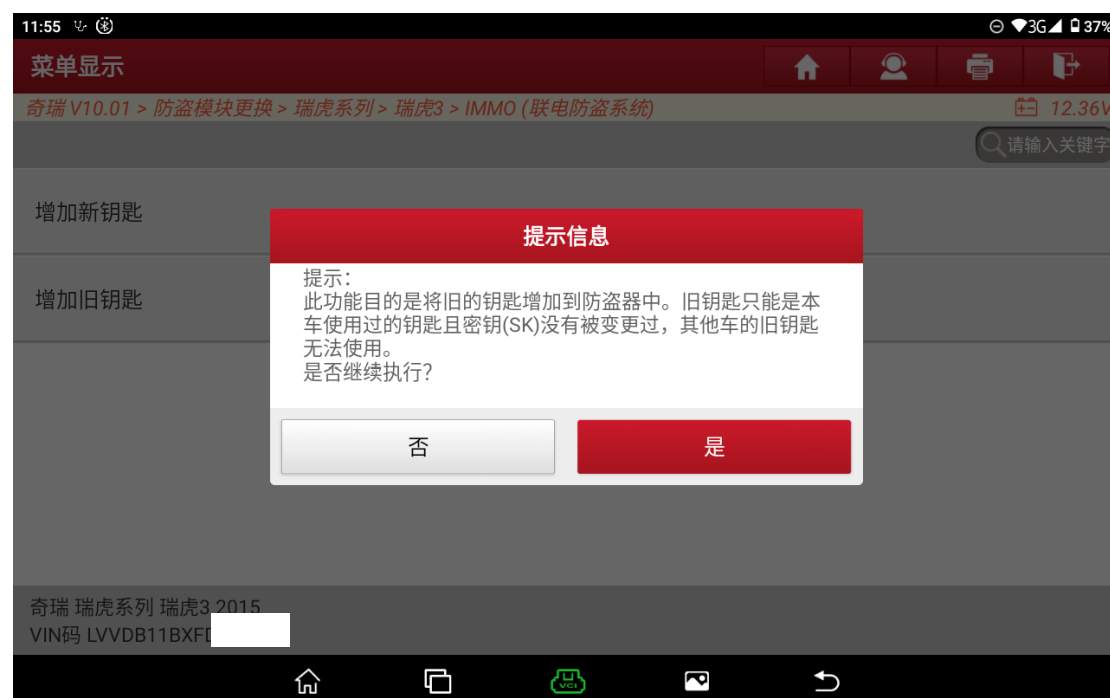 11:55 3G 37%
菜单显示
奇瑞 V10.01 > 防盗模块更换 > 瑞虎系列 > 瑞虎3 > IMMO (联电防盗系统) 12.36V
请输入关键字
增加新钥匙
提示信息
提示：
此功能目的是将旧的钥匙增加到防盗器中。旧钥匙只能是本
车使用过的钥匙且密钥(SK)没有被变更过，其他车的旧钥匙
无法使用。
是否继续执行？
增加旧钥匙
否 是
奇瑞 瑞虎系列 瑞虎3 2015
VIN码 LVVDB11BXF
VCI